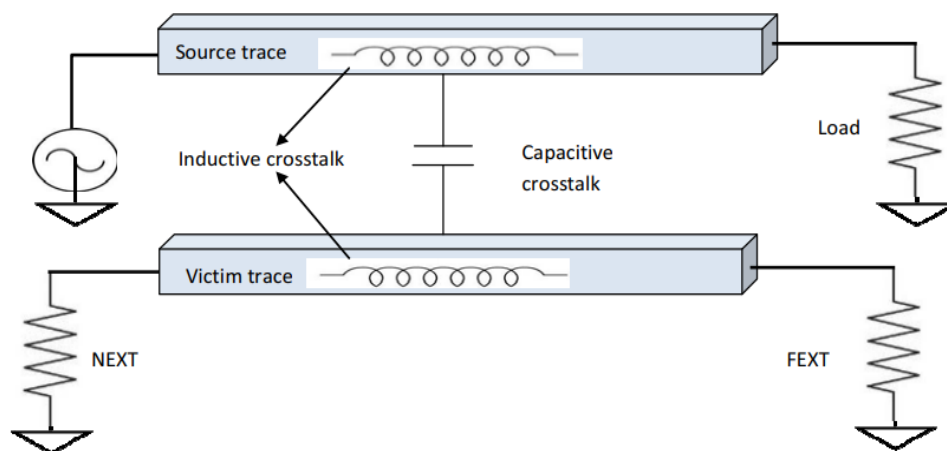 Source trace
Load
Inductive crosstalk
Capacitive
crosstalk
Victim trace
NEXT
FEXT